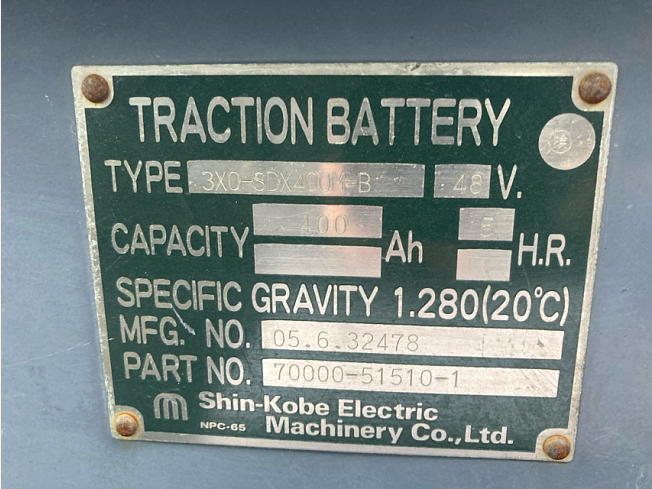 TRACTION BATTERY
TYPE 3X0-SDX400M-B 48 V.
CAPACITY 400 Ah 5 H.R.
SPECIFIC GRAVITY 1.280(20℃)
MFG. NO. 05.6.32478
PART NO. 70000-51510-1
Shin-Kobe Electric
NPC-65 Machinery Co.,Ltd.